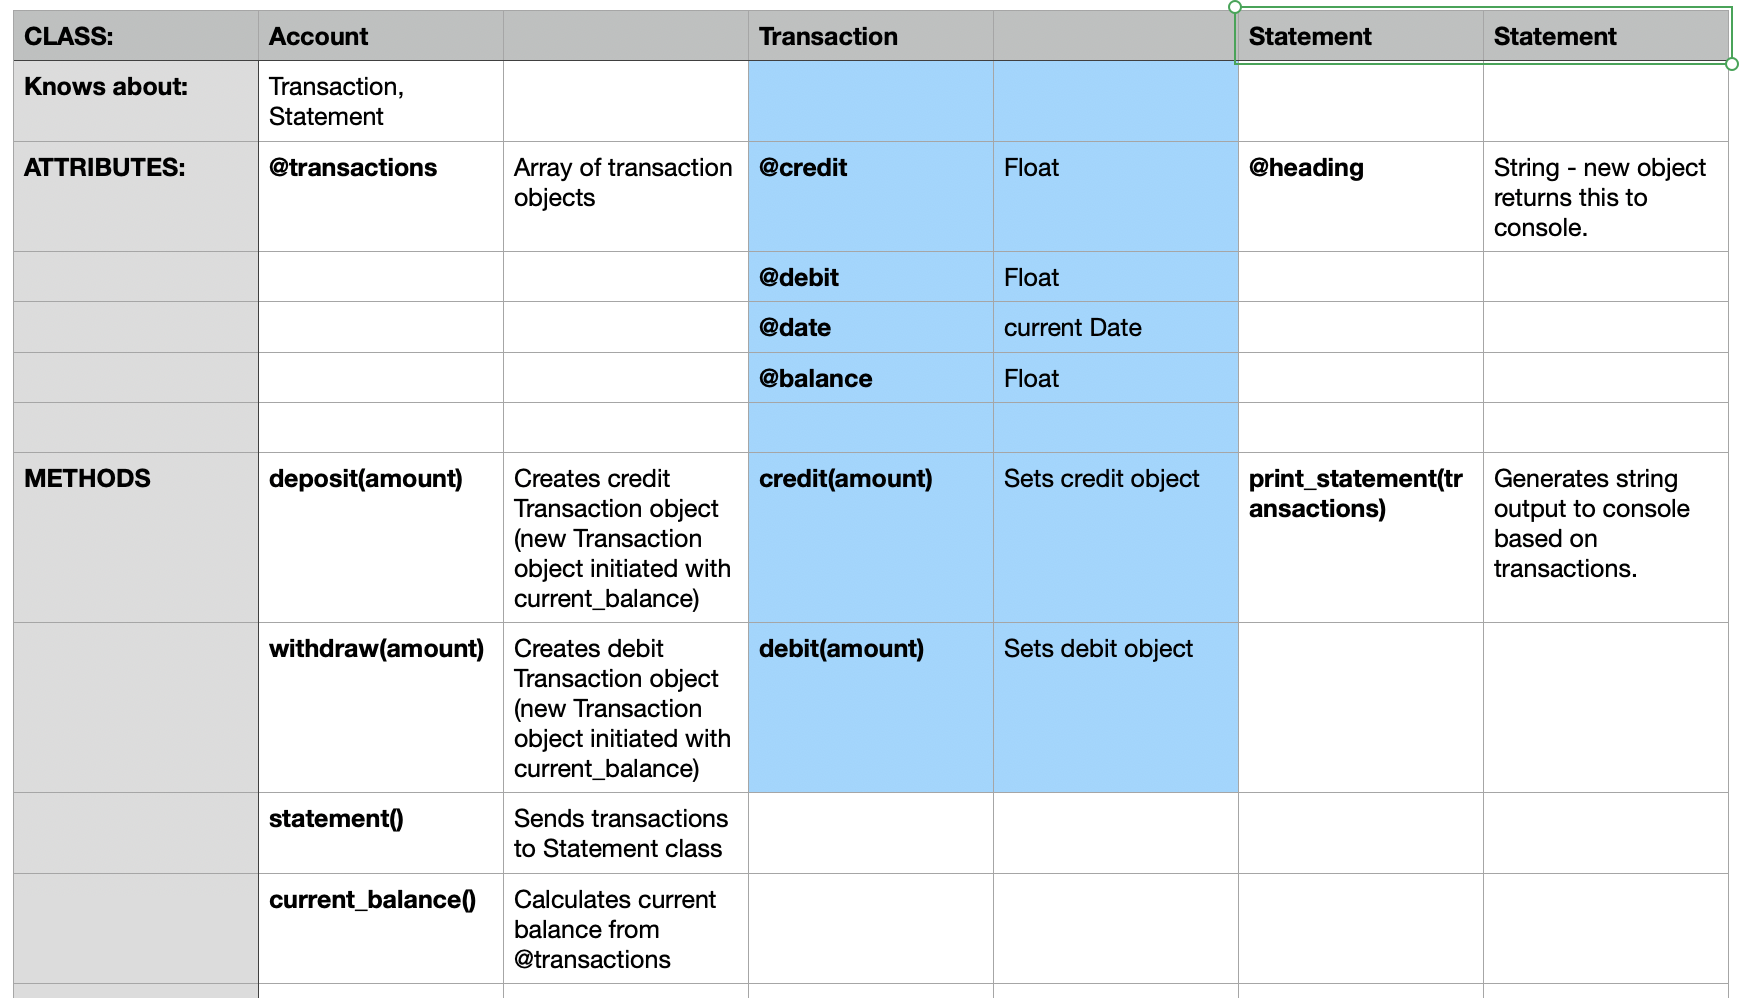 CLASS: Account Transaction Statement Statement
Knows about: Transaction,
Statement
ATTRIBUTES: @transactions Array of transaction @credit Float @heading String - new object
objects returns this to
console.
@debit Float
@date current Date
@balance Float
METHODS deposit(amount) Creates credit credit(amount) Sets credit object print_statement(tr Generates string
Transaction object ansactions) output to console
(new Transaction based on
object initiated with transactions.
current_balance)
withdraw(amount) Creates debit debit(amount) Sets debit object
Transaction object
(new Transaction
object initiated with
current_balance)
statement() Sends transactions
to Statement class
current_balance() Calculates current
balance from
@transactions